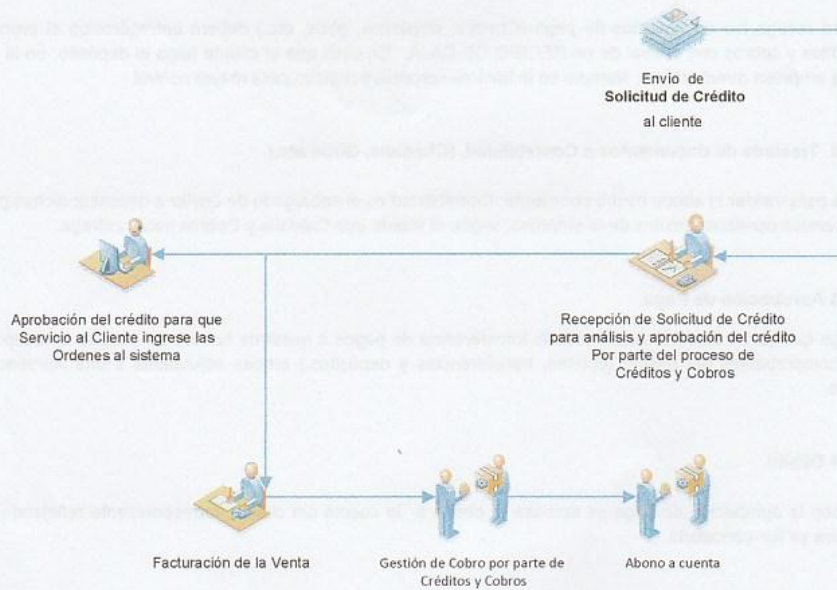 Envío de
Solicitud de Crédito
al cliente
Aprobación del crédito para que
Servicio al Cliente ingrese las
Ordenes al sistema
Recepción de Solicitud de Crédito
para análisis y aprobación del crédito
Por parte del proceso de
Créditos y Cobros
Facturación de la Venta
Gestión de Cobro por parte de
Créditos y Cobros
Abono a cuenta